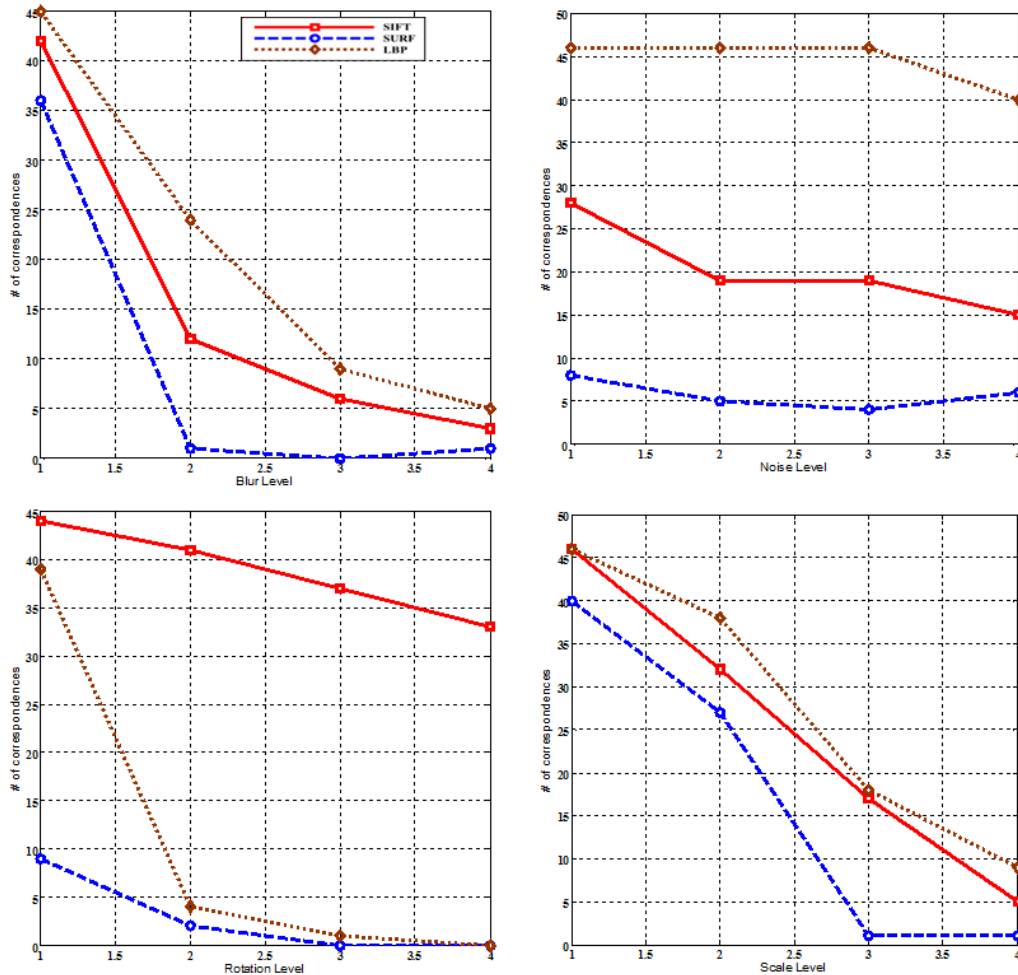 45
40
35
30
25
20
15
10
5
0
# of correspondences
SIFT
SURF
LBP
1 1.5 2 2.5 3 3.5 4
Blur Level
50
45
40
35
30
25
20
15
10
5
0
# of correspondences
1 1.5 2 2.5 3 3.5 4
Noise Level
45
40
35
30
25
20
15
10
5
0
# of correspondences
1 1.5 2 2.5 3 3.5 4
Rotation Level
50
45
40
35
30
25
20
15
10
5
0
# of correspondences
1 1.5 2 2.5 3 3.5 4
Scale Level